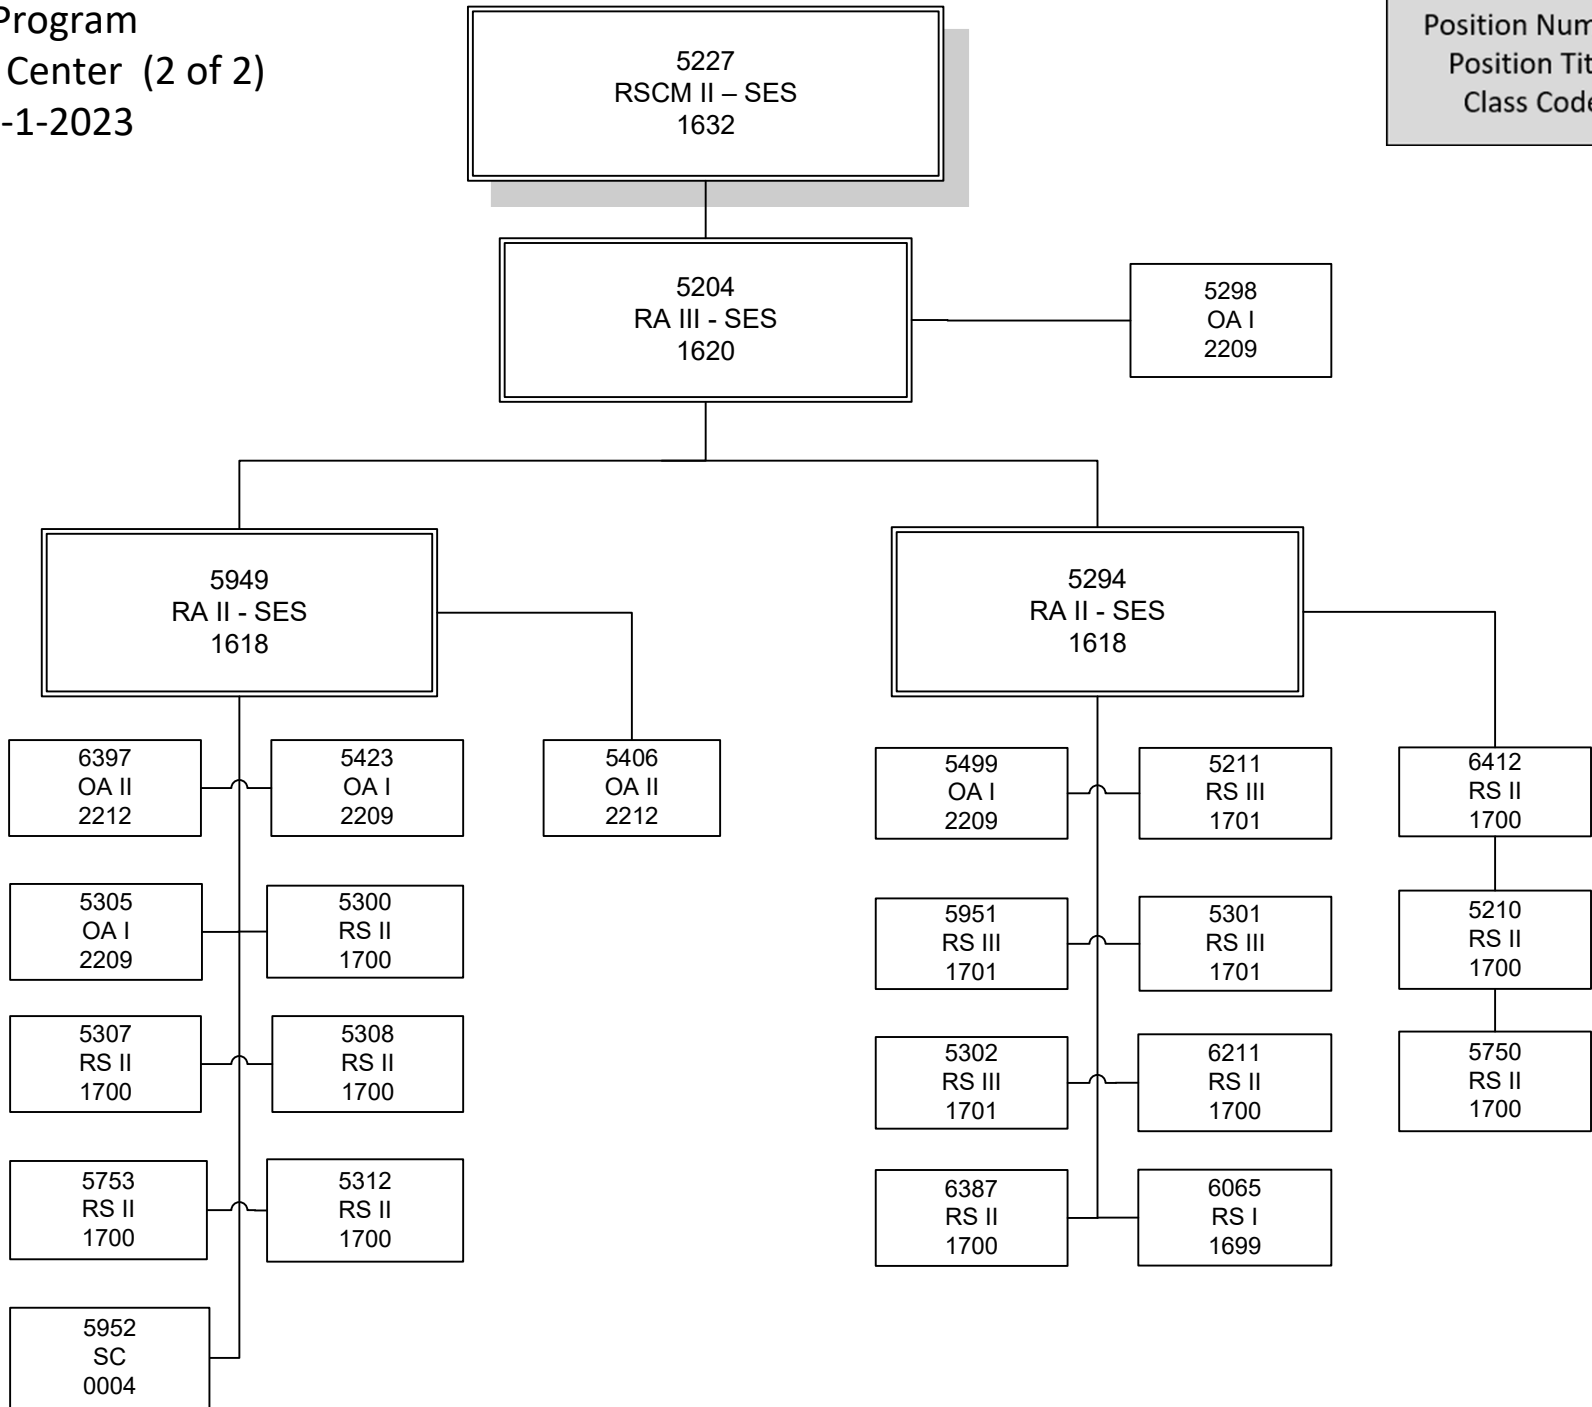 Program
Center (2 of 2)
-1-2023
Position
Position
Class
5227
RSCM II – SES
1632
5204
RA III - SES
1620
5298
OA I
2209
5949
RA II - SES
1618
5294
RA II - SES
1618
6397
OA II
2212
5423
OA I
2209
5406
OA II
2212
5499
OA I
2209
5211
RS III
1701
6412
RS II
1700
5305
OA I
2209
5300
RS II
1700
5951
RS III
1701
5301
RS III
1701
5210
RS II
1700
5307
RS II
1700
5308
RS II
1700
5302
RS III
1701
6211
RS II
1700
5750
RS II
1700
5753
RS II
1700
5312
RS II
1700
6387
RS II
1700
6065
RS I
1699
5952
SC
0004